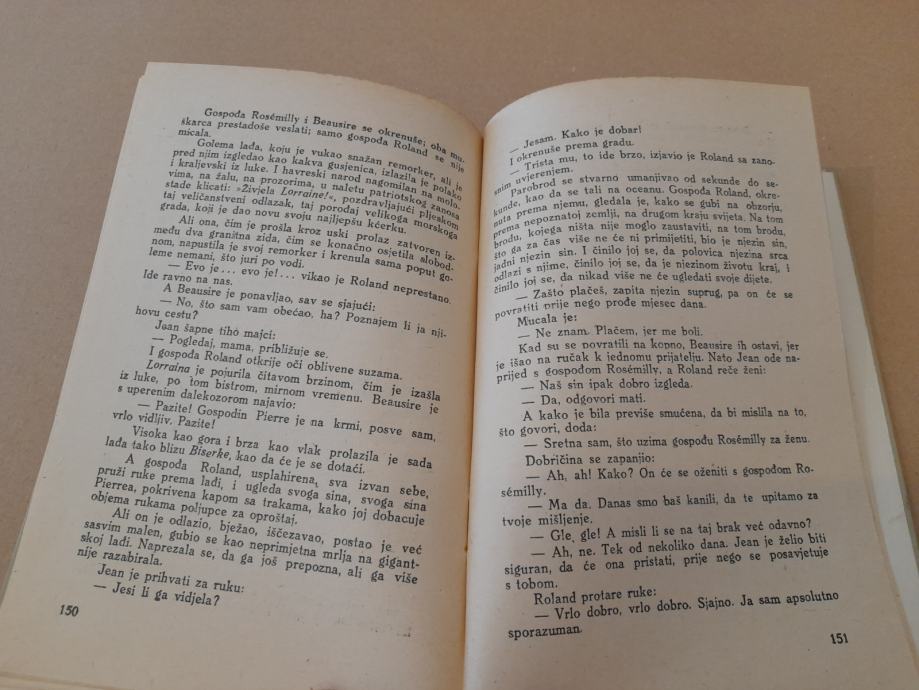 Gospođa Rosémilly i Beausire se okrenuše; oba mu-
škarca prestadoše veslati; samo gospođa Roland se nije
micala.
Golema lađa, koju je vukao snažan remorker, ali je
pred njim izgledao kao kakva gusjenica, izlazila je polako
i kraljevski iz luke. I havreski narod nagomilan na molo-
vima, na žalu, na prozorima, u naletu patriotskog zanosa
stade klicati: »Živjela Lorraine!«, pozdravljajući pljeskom
taj veličanstveni odlazak, taj porođaj velikoga morskoga
grada, koji je dao novu svoju najljepšu kćerku.
Ali ona, čim je prošla kroz uski prolaz zatvoren iz-
među dva granitna zida, čim se konačno osjetila slobod-
nom, napustila je svoj remorker i krenula sama poput go-
leme nemani, što juri po vodi.
— Evo je... evo je!... vikao je Roland neprestano.
Ide ravno na nas.
A Beausire je ponavljao, sav se sjajući:
— No, što sam vam obećao, ha? Poznajem li ja nji-
hovu cestu?
Jean šapne tiho majci:
— Pogledaj, mama, približuje se.
I gospođa Roland otkrije oči oblivene suzama.
Lorraina je pojurila čitavom brzinom, čim je izašla
iz luke, po tom bistrom, mirnom vremenu. Beausire je
s uperenim dalekozorom najavio:
— Pazite! Gospodin Pierre je na krmi, posve sam,
vrlo vidljiv. Pazite!
Visoka kao gora i brza kao vlak prolazila je sada
lađa tako blizu Biserke, kao da će je se dotaći.
A gospođa Roland, usplahirena, sva izvan sebe,
pruži ruke prema lađi, i ugleda svoga sina, svoga sina
Pierrea, pokrivena kapom sa trakama, kako joj dobacuje
objema rukama poljupce za oproštaj.
Ali on je odlazio, bježao, iščezavao, postao je već
sasvim malen, gubio se kao neprimjetna mrlja na gigant-
skoj lađi. Naprezala se, da ga još prepozna, ali ga više
nije razabirala.
Jean je prihvati za ruku:
— Jesi li ga vidjela?
150
— Jesam. Kako je dobar!
I okrenuše prema gradu.
— Trista mu, to ide brzo, izjavio je Roland sa zano-
snim uvjerenjem.
Parobrod se stvarno umanjivao od sekunde do se-
kunde, kao da se tali na oceanu. Gospođa Roland, okre-
nuta prema njemu, gledala je, kako se gubi na obzorju,
prema nepoznatoj zemlji, na drugom kraju svijeta. Na tom
brodu, kojega ništa nije moglo zaustaviti, na tom brodu,
što ga za čas više ne će ni primijetiti, bio je njezin sin,
jadni njezin sin. I činilo joj se, da polovica njezina srca
odlazi s njime, činilo joj se, da je njezinom životu kraj, i
činilo joj se, da nikad više ne će ugledati svoje dijete.
— Zašto plačeš, zapita njezin suprug, pa on će se
povratiti prije nego prođe mjesec dana.
Mucala je:
— Ne znam. Plačem, jer me boli.
Kad su se povratili na kopno, Beausire ih ostavi, jer
je išao na ručak k jednomu prijatelju. Nato Jean ode na-
prijed s gospođom Rosémilly, a Roland reče ženi:
— Naš sin ipak dobro izgleda.
— Da, odgovori mati.
A kako je bila previše smućena, da bi mislila na to,
što govori, doda:
— Sretna sam, što uzima gospođu Rosémilly za ženu.
Dobričina se zapanjio:
— Ah, ah! Kako? On će se oženiti s gospođom Ro-
sémilly.
— Ma da. Danas smo baš kanili, da te upitamo za
tvoje mišljenje.
— Gle, gle! A misli li se na taj brak već odavno?
— Ah, ne. Tek od nekoliko dana. Jean je želio biti
siguran, da će ona pristati, prije nego se posavjetuje
s tobom.
Roland protare ruke:
— Vrlo dobro, vrlo dobro. Sjajno. Ja sam apsolutno
sporazuman.
151